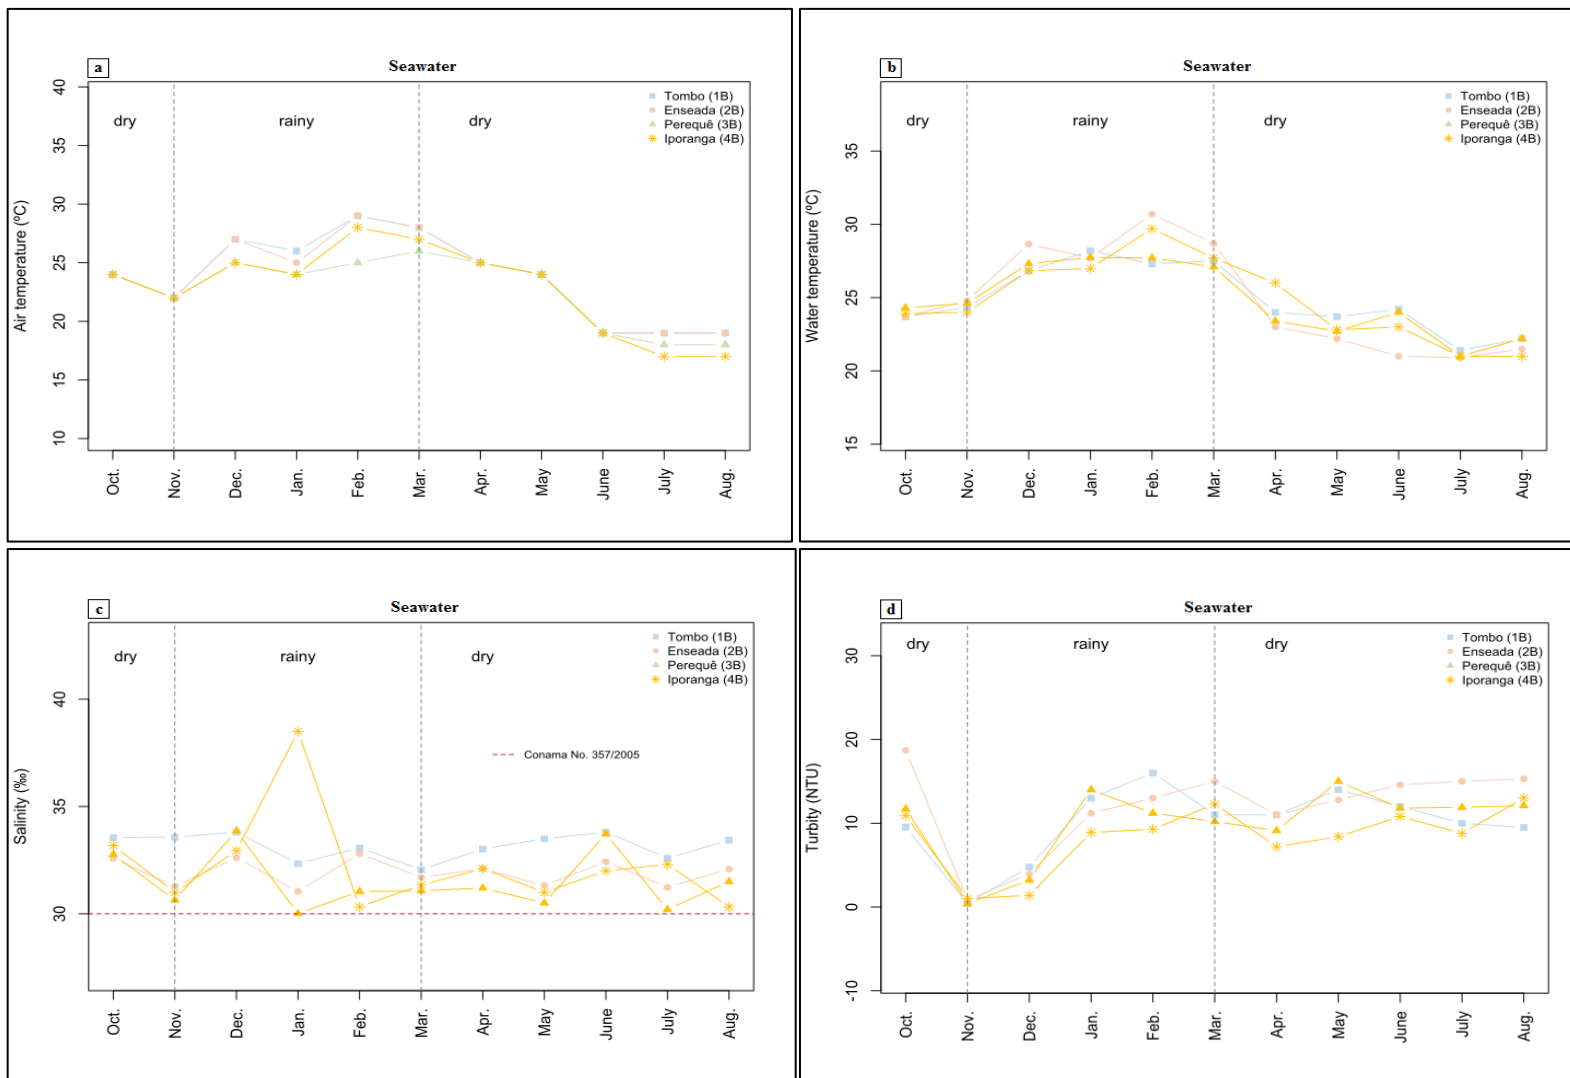 a
Seawater
dry
rainy
dry
Tombo (1B)
Enseada (2B)
Perequê (3B)
Iporanga (4B)
Air temperature (ºC)
40
35
30
25
20
15
10
Oct.
Nov.
Dec.
Jan.
Feb.
Mar.
Apr.
May
June
July
Aug.
b
Seawater
dry
rainy
dry
Tombo (1B)
Enseada (2B)
Perequê (3B)
Iporanga (4B)
Water temperature (ºC)
35
30
25
20
15
Oct.
Nov.
Dec.
Jan.
Feb.
Mar.
Apr.
May
June
July
Aug.
c
Seawater
dry
rainy
dry
Tombo (1B)
Enseada (2B)
Perequê (3B)
Iporanga (4B)
Conama No. 357/2005
Salinity (‰)
40
35
30
Oct.
Nov.
Dec.
Jan.
Feb.
Mar.
Apr.
May
June
July
Aug.
d
Seawater
dry
rainy
dry
Tombo (1B)
Enseada (2B)
Perequê (3B)
Iporanga (4B)
Turbity (NTU)
30
20
10
0
-10
Oct.
Nov.
Dec.
Jan.
Feb.
Mar.
Apr.
May
June
July
Aug.